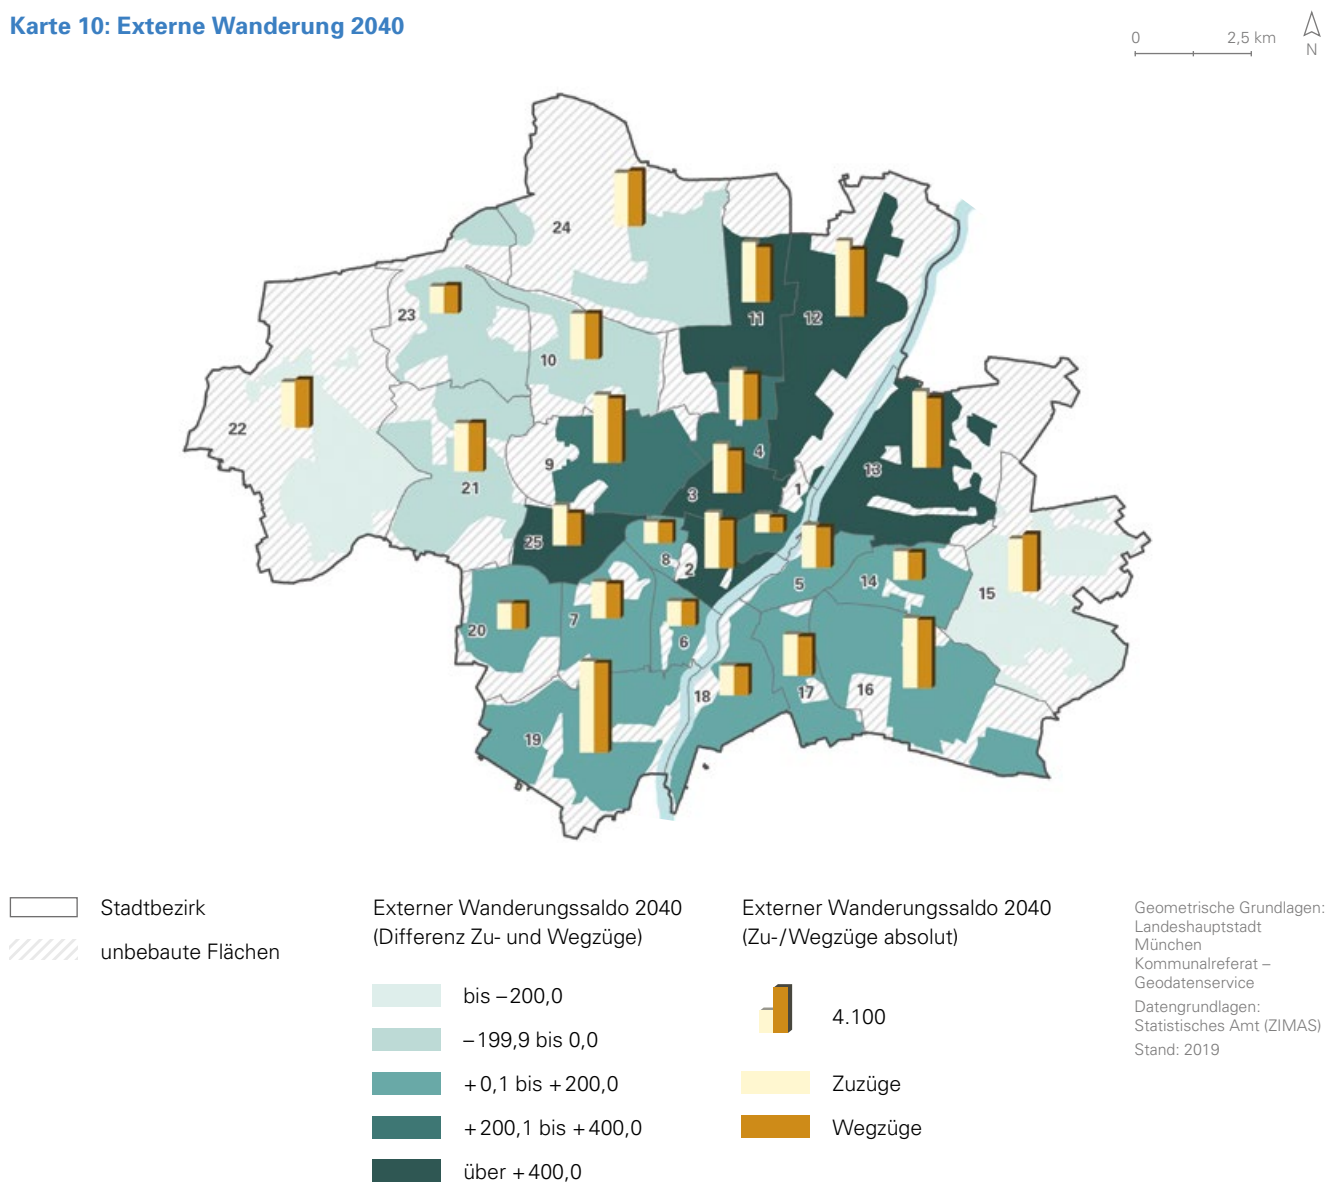 Karte 10: Externe Wanderung 2040
0 2,5 km
N
24
23
11
12
10
22
9
4
13
21
3
1
25
8
2
5
14
15
20
7
6
18
17
16
19
Stadtbezirk
unbebaute Flächen
Externer Wanderungssaldo 2040
(Differenz Zu- und Wegzüge)
bis –200,0
–199,9 bis 0,0
+0,1 bis +200,0
+200,1 bis +400,0
über +400,0
Externer Wanderungssaldo 2040
(Zu-/Wegzüge absolut)
4.100
Zuzüge
Wegzüge
Geometrische Grundlagen:
Landeshauptstadt
München
Kommunalreferat –
Geodatenservice
Datengrundlagen:
Statistisches Amt (ZIMAS)
Stand: 2019